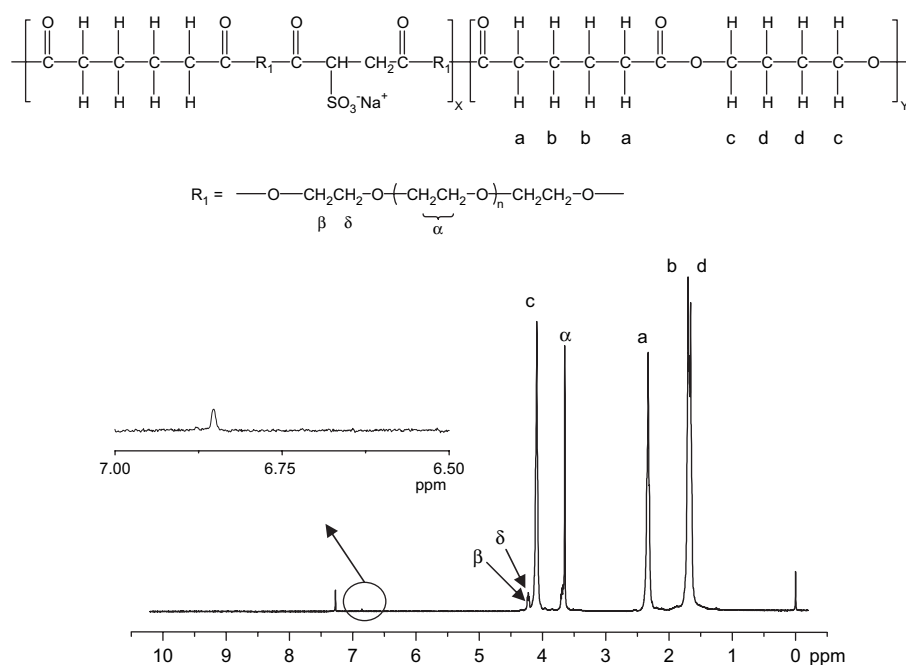 O H H H H O O O O H H H H O H H H H
C C C C C C R1 C CH CH2 C R1 C C C C C C O C C C C O
H H H H SO3-Na+ X H H H H H H H H Y
a b b a c d d c
R1 = O CH2CH2 O ( CH2CH2 O )n CH2CH2 O
β δ α
b d
c
α a
7.00 6.75 6.50
ppm
δ
β
10 9 8 7 6 5 4 3 2 1 0 ppm